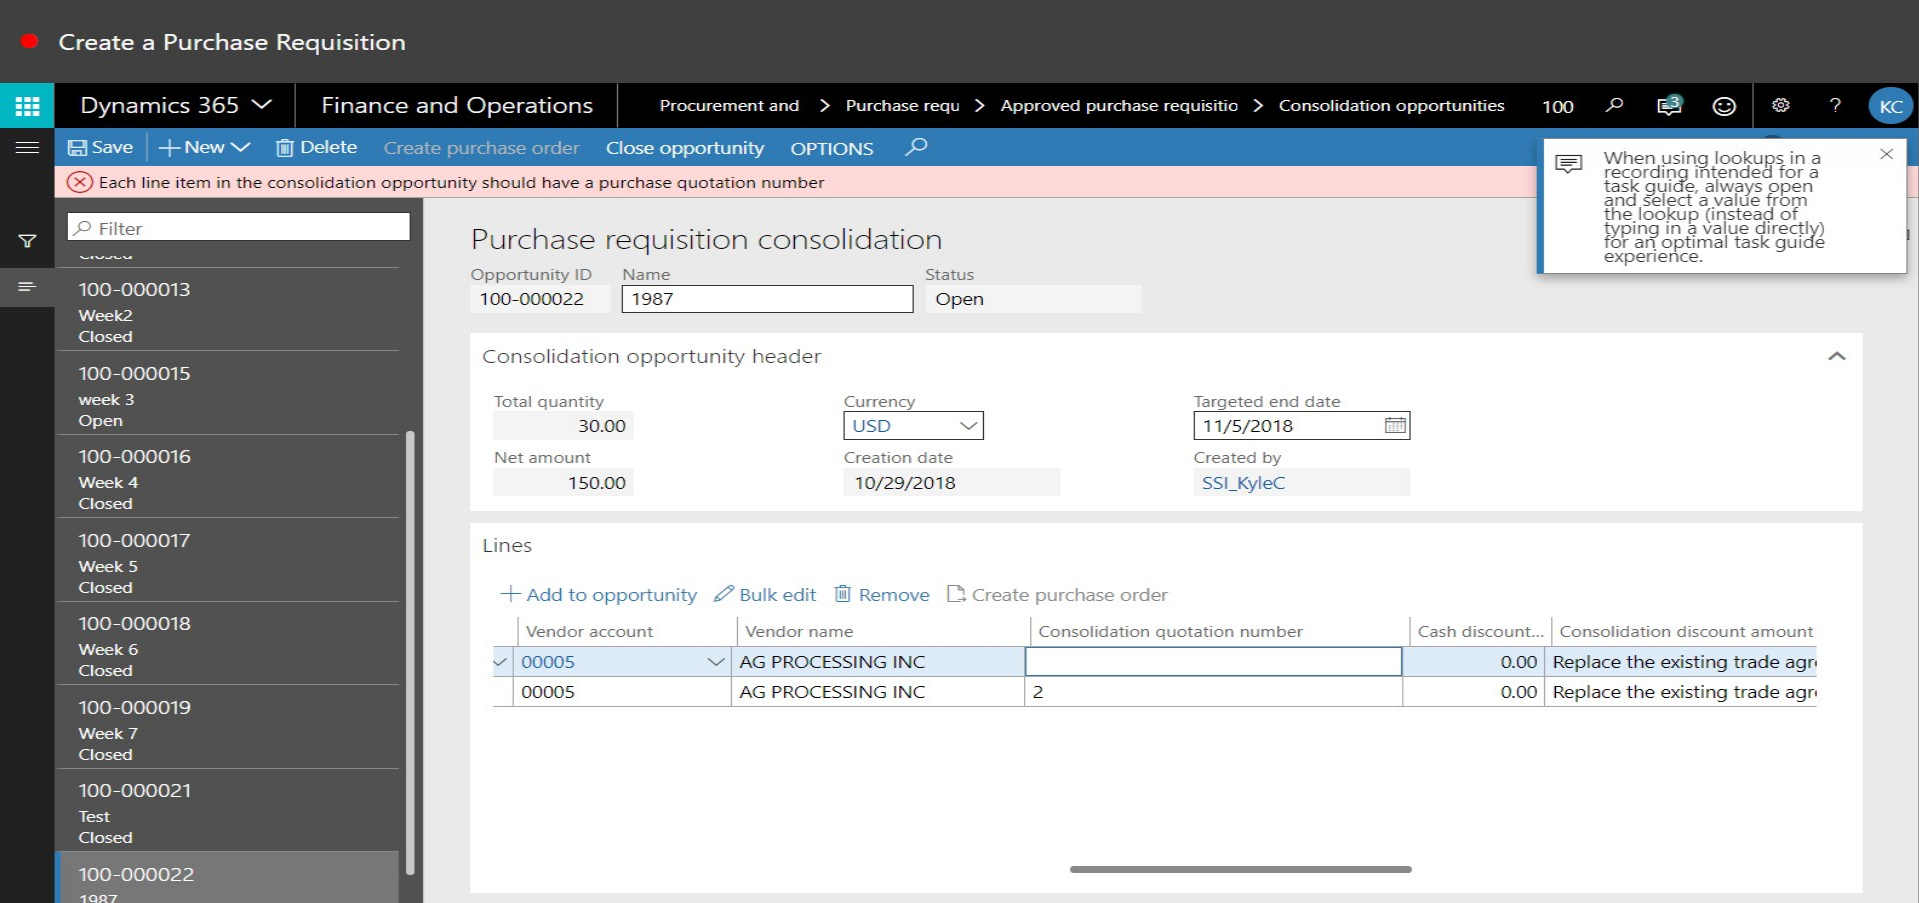 Create a Purchase Requisition
Dynamics 365
Finance and Operations
Procurement and > Purchase requ > Approved purchase requisitio > Consolidation opportunities
100
3
?
KC
Save
New
Delete
Create purchase order
Close opportunity
OPTIONS
Each line item in the consolidation opportunity should have a purchase quotation number
When using lookups in a
recording intended for a
task guide, always open
and select a value from
the lookup (instead of
typing in a value directly)
for an optimal task guide
experience.
Filter
Closed
100-000013
Week2
Closed
100-000015
week 3
Open
100-000016
Week 4
Closed
100-000017
Week 5
Closed
100-000018
Week 6
Closed
100-000019
Week 7
Closed
100-000021
Test
Closed
100-000022
1987
Purchase requisition consolidation
Opportunity ID Name Status
100-000022 1987 Open
Consolidation opportunity header
Total quantity Currency Targeted end date
30.00 USD 11/5/2018
Net amount Creation date Created by
150.00 10/29/2018 SSI_KyleC
Lines
Add to opportunity Bulk edit Remove Create purchase order
Vendor account Vendor name Consolidation quotation number Cash discount... Consolidation discount amount
00005 AG PROCESSING INC 0.00 Replace the existing trade agr
00005 AG PROCESSING INC 2 0.00 Replace the existing trade agr